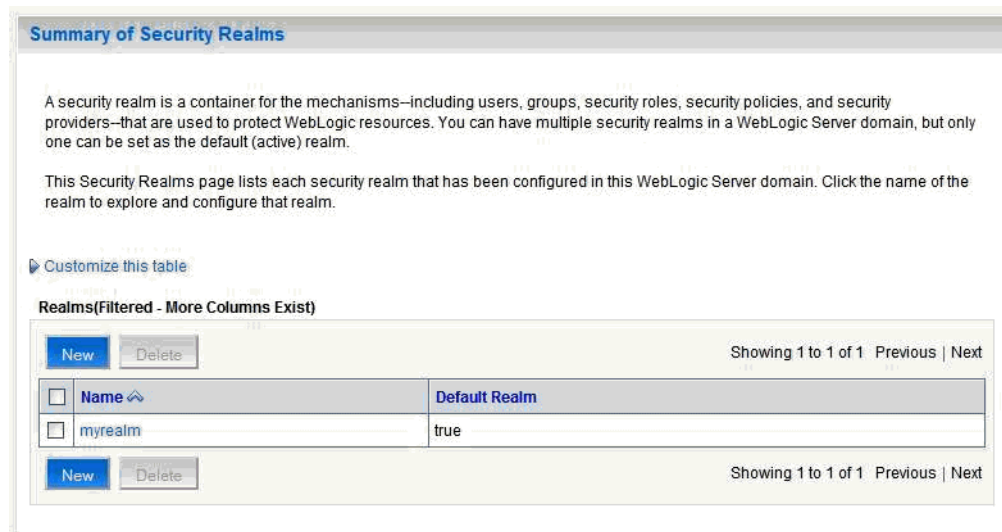 Summary of Security Realms
A security realm is a container for the mechanisms--including users, groups, security roles, security policies, and security
providers--that are used to protect WebLogic resources. You can have multiple security realms in a WebLogic Server domain, but only
one can be set as the default (active) realm.
This Security Realms page lists each security realm that has been configured in this WebLogic Server domain. Click the name of the
realm to explore and configure that realm.
Customize this table
Realms(Filtered - More Columns Exist)
New Delete Showing 1 to 1 of 1 Previous | Next
Name Default Realm
myrealm true
New Delete Showing 1 to 1 of 1 Previous | Next